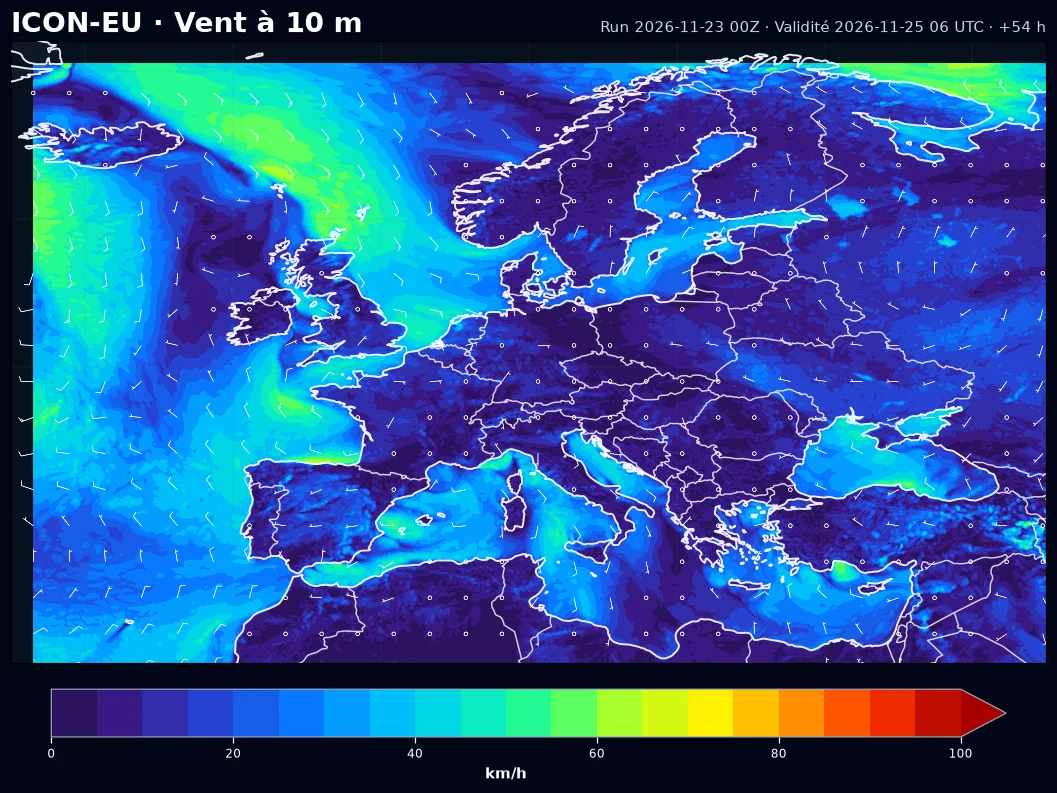 ICON-EU · Vent à 10 m
Run 2026-11-23 00Z · Validité 2026-11-25 06 UTC · +54 h
0 20 40 60 80 100
km/h